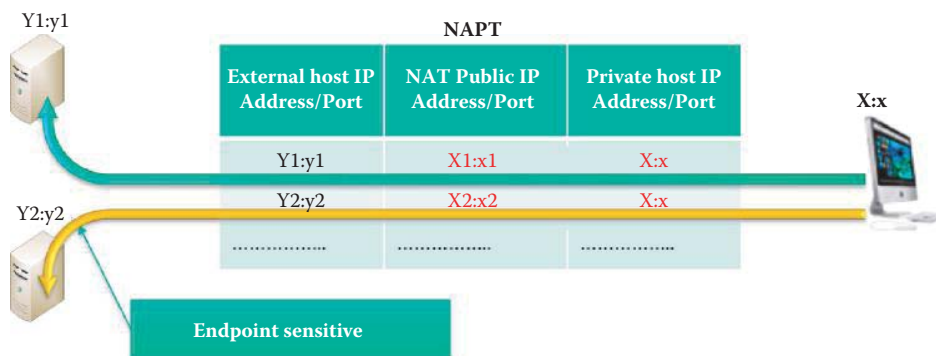 Y1:y1
NAPT
External host IP Address/Port
NAT Public IP Address/Port
Private host IP Address/Port
X:x
Y1:y1
X1:x1
X:x
Y2:y2
X2:x2
X:x
Y2:y2
................
................
................
Endpoint sensitive